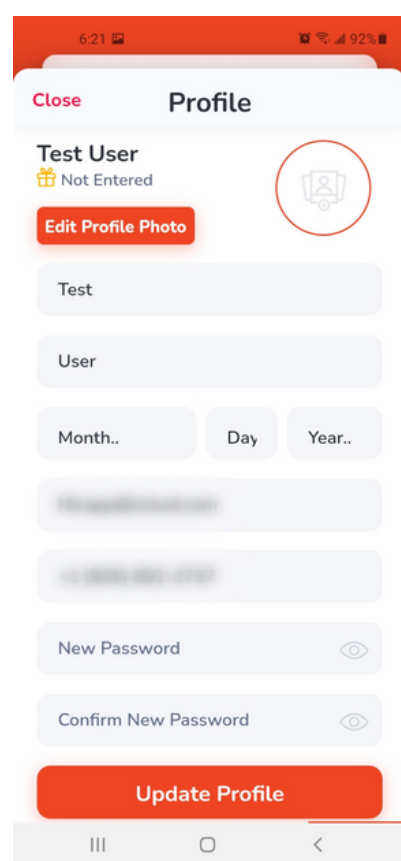 6:21 92%
Close Profile
Test User
Not Entered
Edit Profile Photo
Test
User
Month.. Day Year..
New Password
Confirm New Password
Update Profile